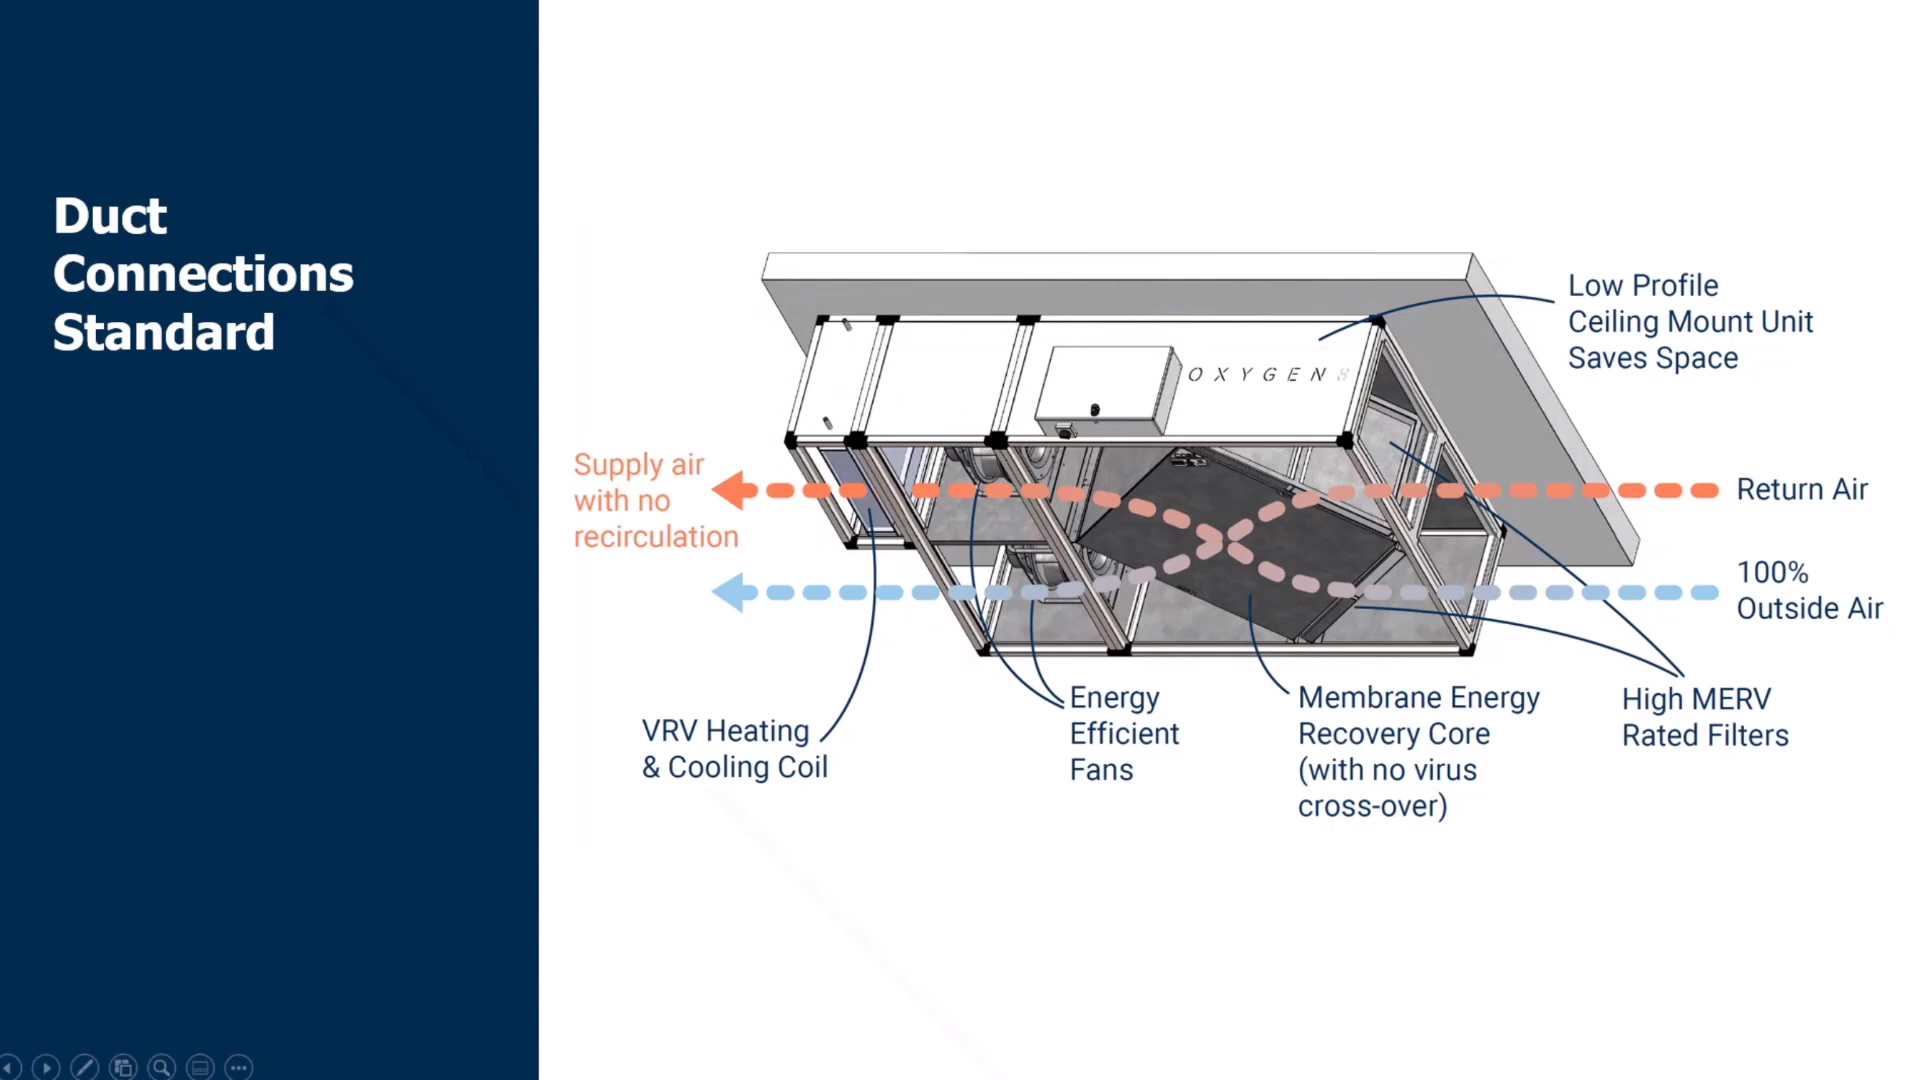 Duct
Connections
Standard
Low Profile
Ceiling Mount Unit
Saves Space
OXYGEN8
Supply air
with no
recirculation
Return Air
100%
Outside Air
VRV Heating
& Cooling Coil
Energy
Efficient
Fans
Membrane Energy
Recovery Core
(with no virus
cross-over)
High MERV
Rated Filters